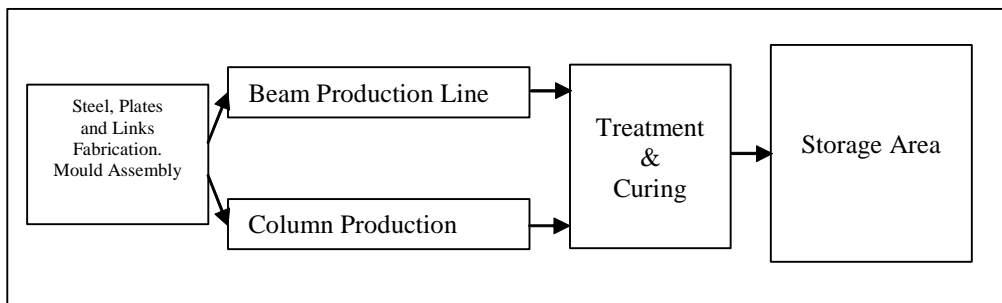 Steel, Plates
and Links
Fabrication.
Mould Assembly
Beam Production Line
Column Production
Treatment
&
Curing
Storage Area